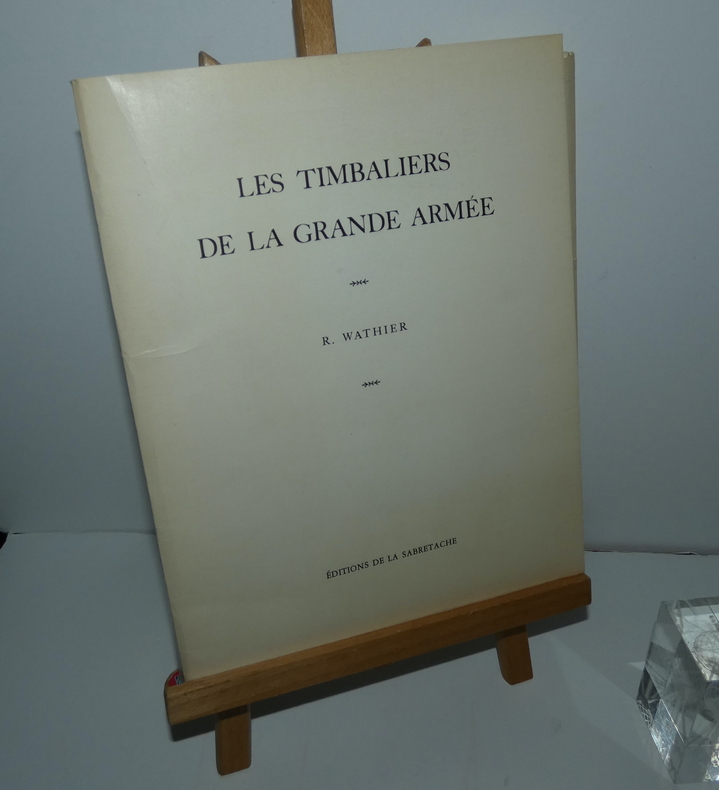 LES TIMBALIERS
DE LA GRANDE ARMÉE
R. WATHIER
ÉDITIONS DE LA SABRETACHE